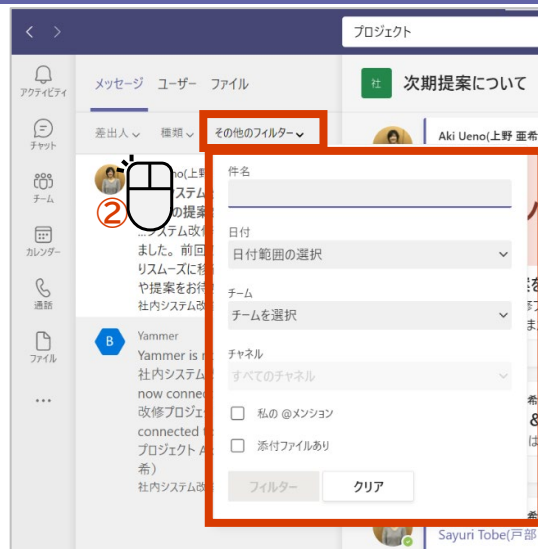 プロジェクト
アクティビティ
チャット
チーム
カレンダー
通話
ファイル
メッセージ ユーザー ファイル
差出人 種類 その他のフィルター
②
の提案
ました。前回
りスムーズに移
や提案をお待
社内システム改
B
Yammer
Yammer is
社内システム
now connec
改修プロジェ
connected
プロジェクト A
希）
社内システム改
件名
日付
日付範囲の選択
チーム
チームを選択
チャネル
すべてのチャネル
私の @メンション
添付ファイルあり
フィルター クリア
社 次期提案について
Aki Ueno(上野 亜希
Sayuri Tobe(戸部